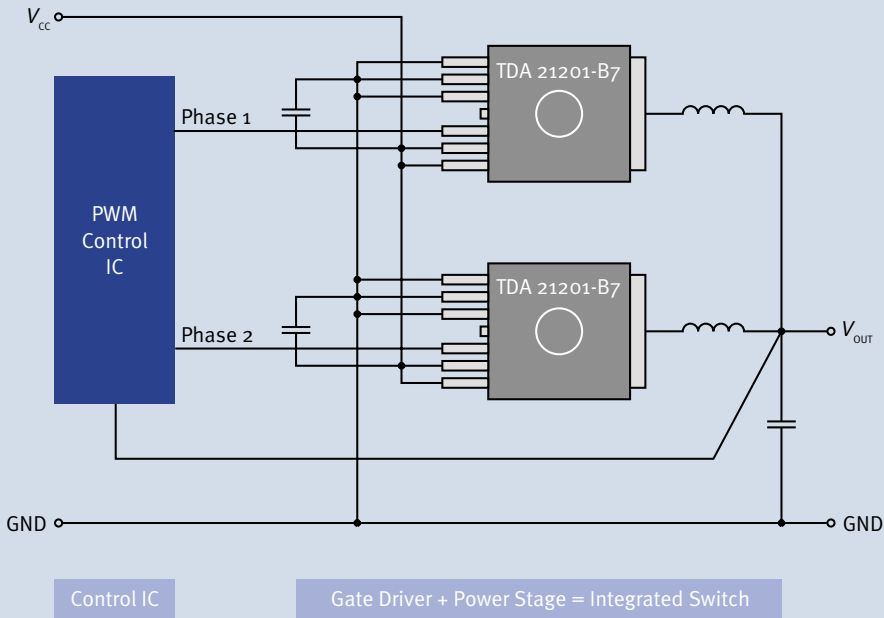 VCC
TDA 21201-B7
Phase 1
PWM
Control
IC
TDA 21201-B7
Phase 2
VOUT
GND
GND
Control IC
Gate Driver + Power Stage = Integrated Switch